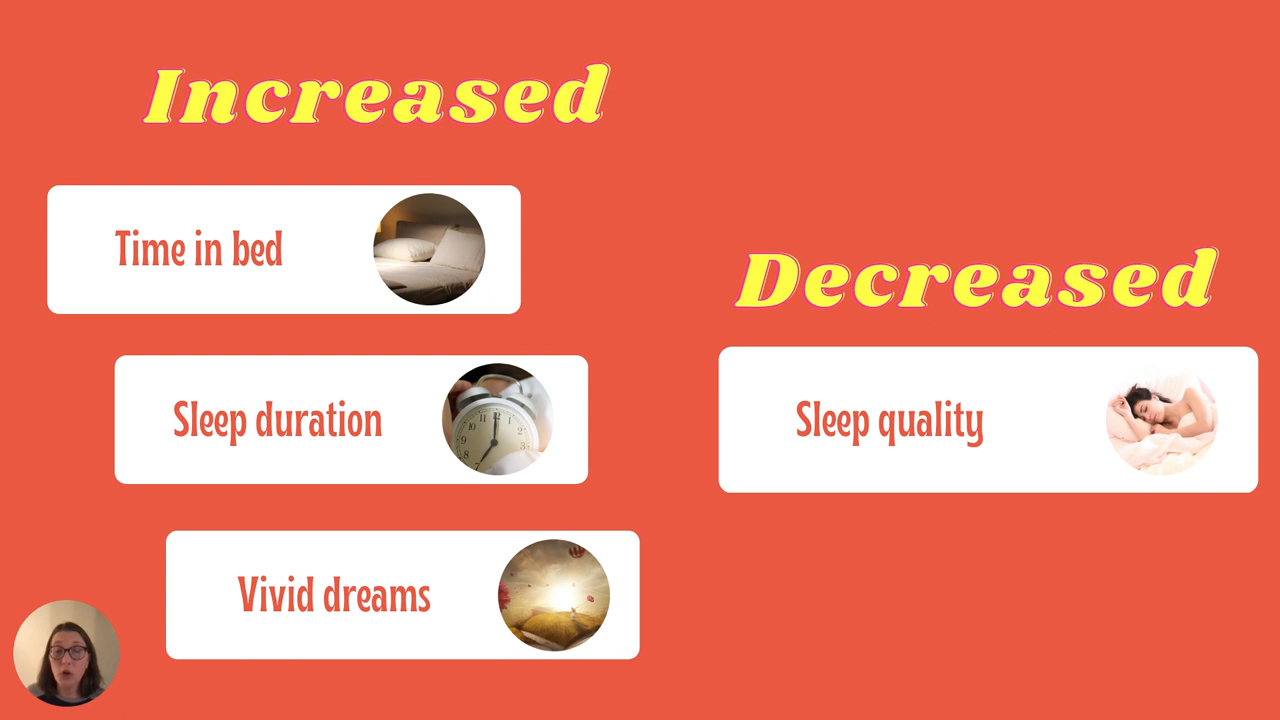 Increased
Time in bed
Sleep duration
Vivid dreams
Decreased
Sleep quality